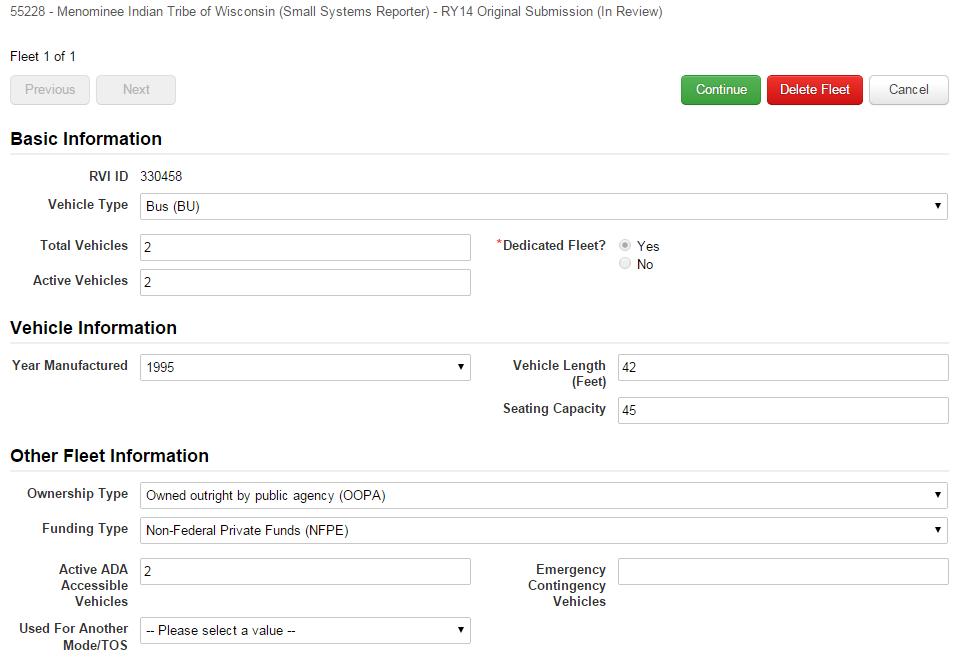 55228 - Menominee Indian Tribe of Wisconsin (Small Systems Reporter) - RY14 Original Submission (In Review)
Fleet 1 of 1
Previous Next Continue Delete Fleet Cancel
Basic Information
RVI ID 330458
Vehicle Type Bus (BU)
Total Vehicles 2 *Dedicated Fleet? Yes
No
Active Vehicles 2
Vehicle Information
Year Manufactured 1995 Vehicle Length
(Feet) 42
Seating Capacity 45
Other Fleet Information
Ownership Type Owned outright by public agency (OOPA)
Funding Type Non-Federal Private Funds (NFPE)
Active ADA
Accessible
Vehicles 2
Emergency
Contingency
Vehicles
Used For Another
Mode/TOS -- Please select a value --